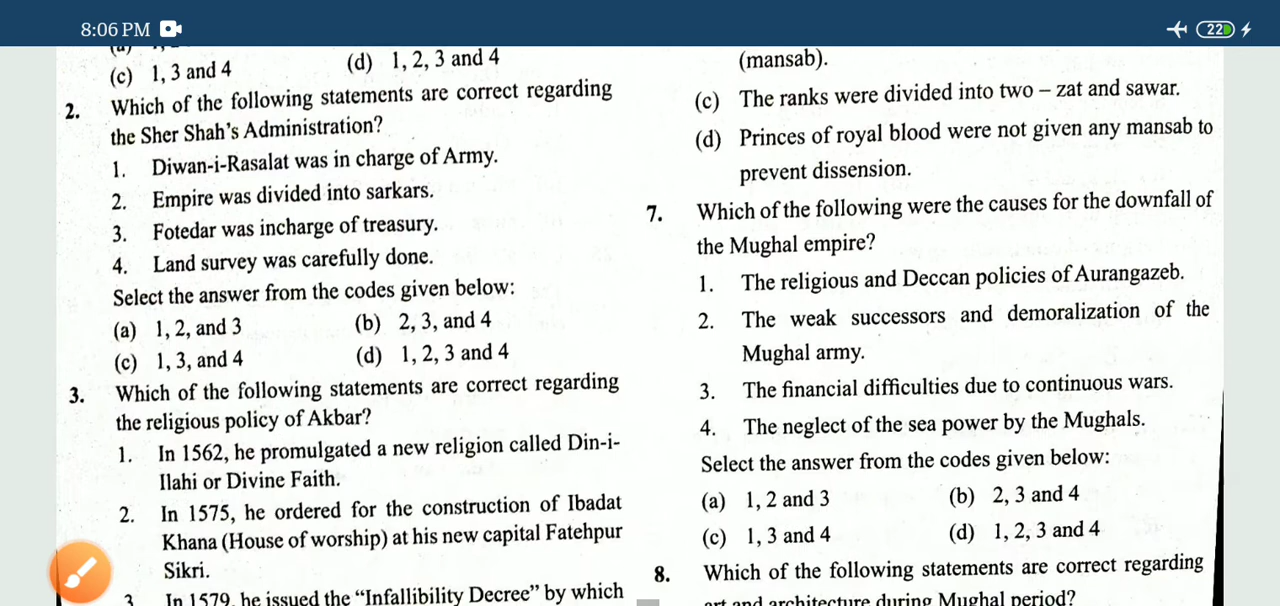 8:06 PM
22
(c) 1, 3 and 4 (d) 1, 2, 3 and 4
2. Which of the following statements are correct regarding
the Sher Shah's Administration?
1. Diwan-i-Rasalat was in charge of Army.
2. Empire was divided into sarkars.
3. Fotedar was incharge of treasury.
4. Land survey was carefully done.
Select the answer from the codes given below:
(a) 1, 2, and 3 (b) 2, 3, and 4
(c) 1, 3, and 4 (d) 1, 2, 3 and 4
3. Which of the following statements are correct regarding
the religious policy of Akbar?
1. In 1562, he promulgated a new religion called Din-i-
Ilahi or Divine Faith.
2. In 1575, he ordered for the construction of Ibadat
Khana (House of worship) at his new capital Fatehpur
Sikri.
3. In 1579, he issued the “Infallibility Decree” by which
(mansab).
(c) The ranks were divided into two – zat and sawar.
(d) Princes of royal blood were not given any mansab to
prevent dissension.
7. Which of the following were the causes for the downfall of
the Mughal empire?
1. The religious and Deccan policies of Aurangazeb.
2. The weak successors and demoralization of the
Mughal army.
3. The financial difficulties due to continuous wars.
4. The neglect of the sea power by the Mughals.
Select the answer from the codes given below:
(a) 1, 2 and 3 (b) 2, 3 and 4
(c) 1, 3 and 4 (d) 1, 2, 3 and 4
8. Which of the following statements are correct regarding
art and architecture during Mughal period?